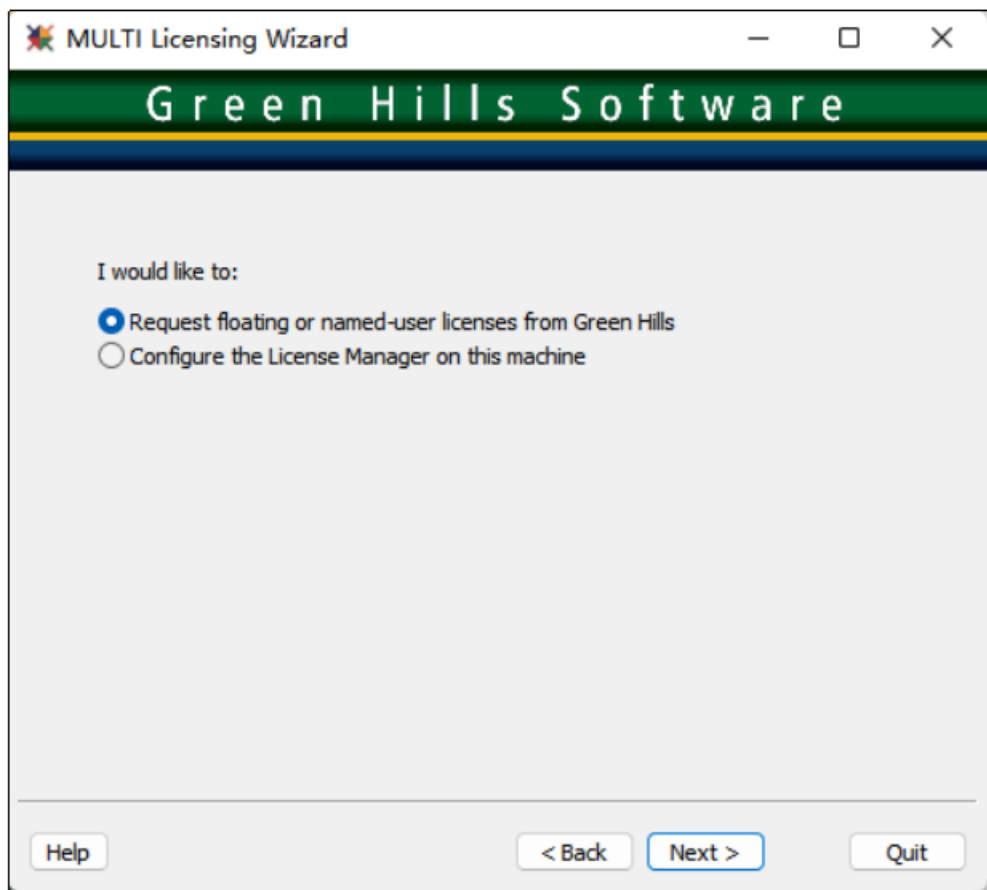 MULTI Licensing Wizard
Green Hills Software
I would like to:
Request floating or named-user licenses from Green Hills
Configure the License Manager on this machine
Help < Back Next > Quit